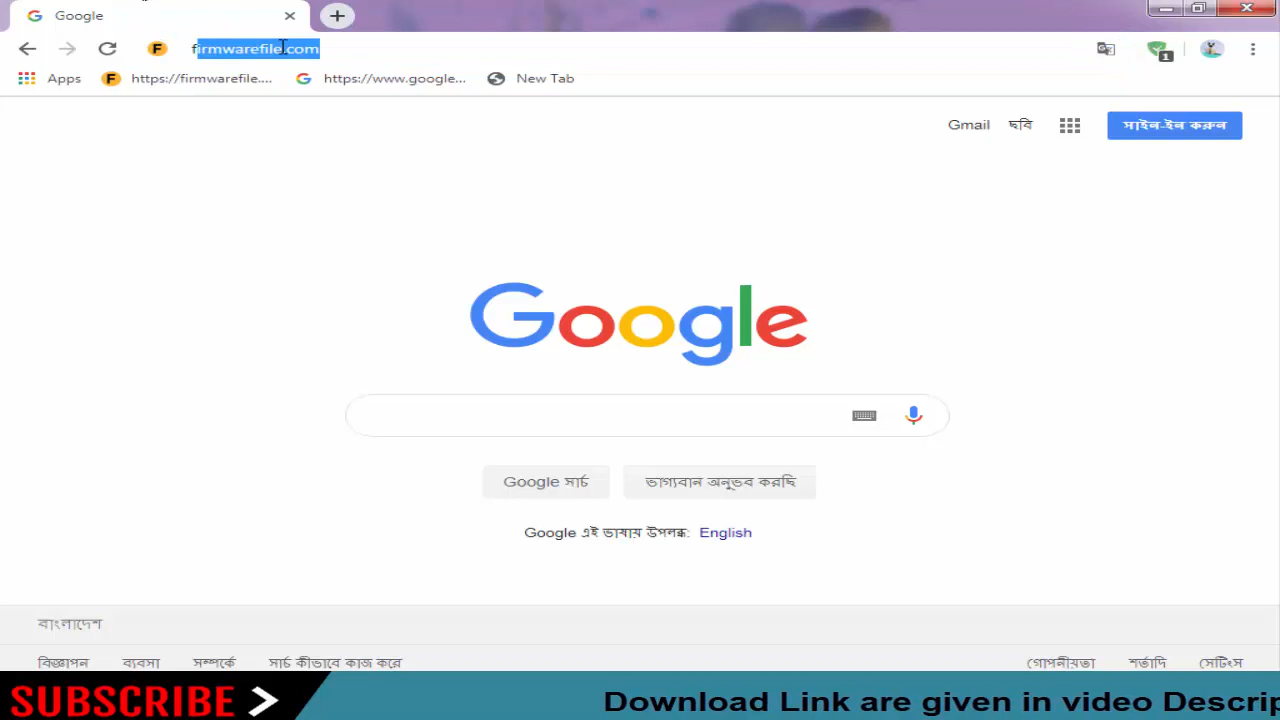 Google
firmwarefile.com
1
Apps
https://firmwarefile....
https://www.google...
New Tab
Gmail ছবি
সাইন-ইন করুন
Google
Google সার্চ
ভাগ্যবান অনুভব করছি
Google এই ভাষায় উপলব্ধ: English
বাংলাদেশ
বিজ্ঞাপন ব্যবসা সম্পর্কে সার্চ কীভাবে কাজ করে
গোপনীয়তা শর্তাদি সেটিংস
SUBSCRIBE
Download Link are given in video Descrip